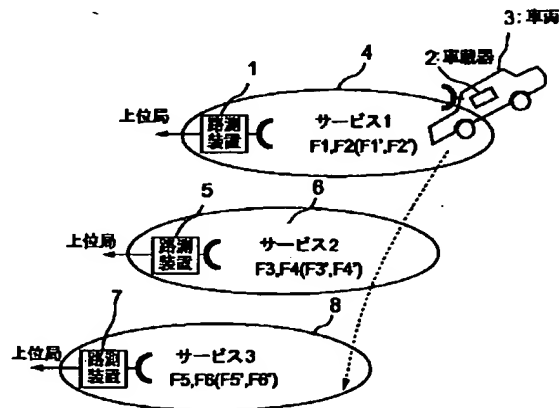 3:車両
2:車載器
4
1
上位局
路測
装置
サービス1
F1,F2(F1',F2')
5
6
上位局
路測
装置
サービス2
F3,F4(F3',F4')
7
8
上位局
路測
装置
サービス3
F5,F6(F5',F6')